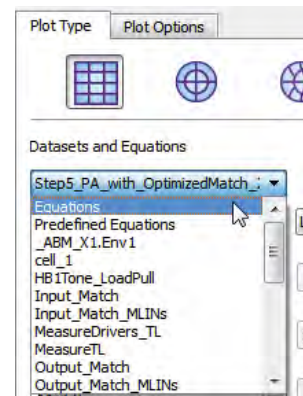 Plot Type Plot Options
Datasets and Equations
Step5_PA_with_OptimizedMatch_
Equations
Predefined Equations
_ABM_X1.Env1
cell_1
HB1Tone_LoadPull
Input_Match
Input_Match_MLINs
MeasureDrivers_TL
MeasureTL
Output_Match
Output_Match_MLINs